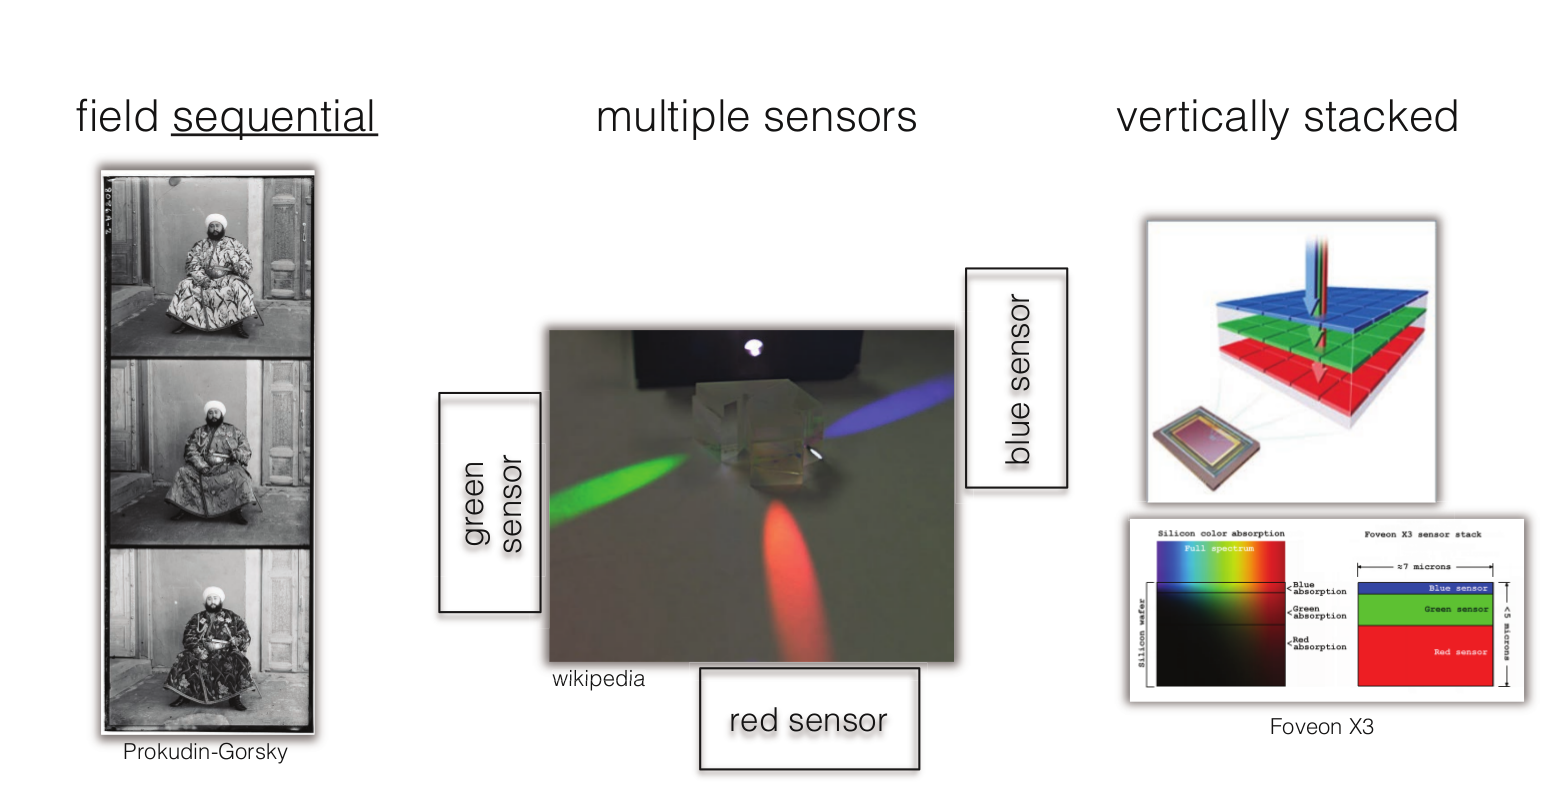 field sequential
multiple sensors
vertically stacked
Prokudin-Gorsky
green
sensor
blue sensor
wikipedia
red sensor
Silicon color absorption
Full spectrum
Silicon wafer
Blue
absorption
Green
absorption
Red
absorption
Foveon X3 sensor stack
≈7 microns
Blue sensor
Green sensor
Red sensor
<5 microns
Foveon X3